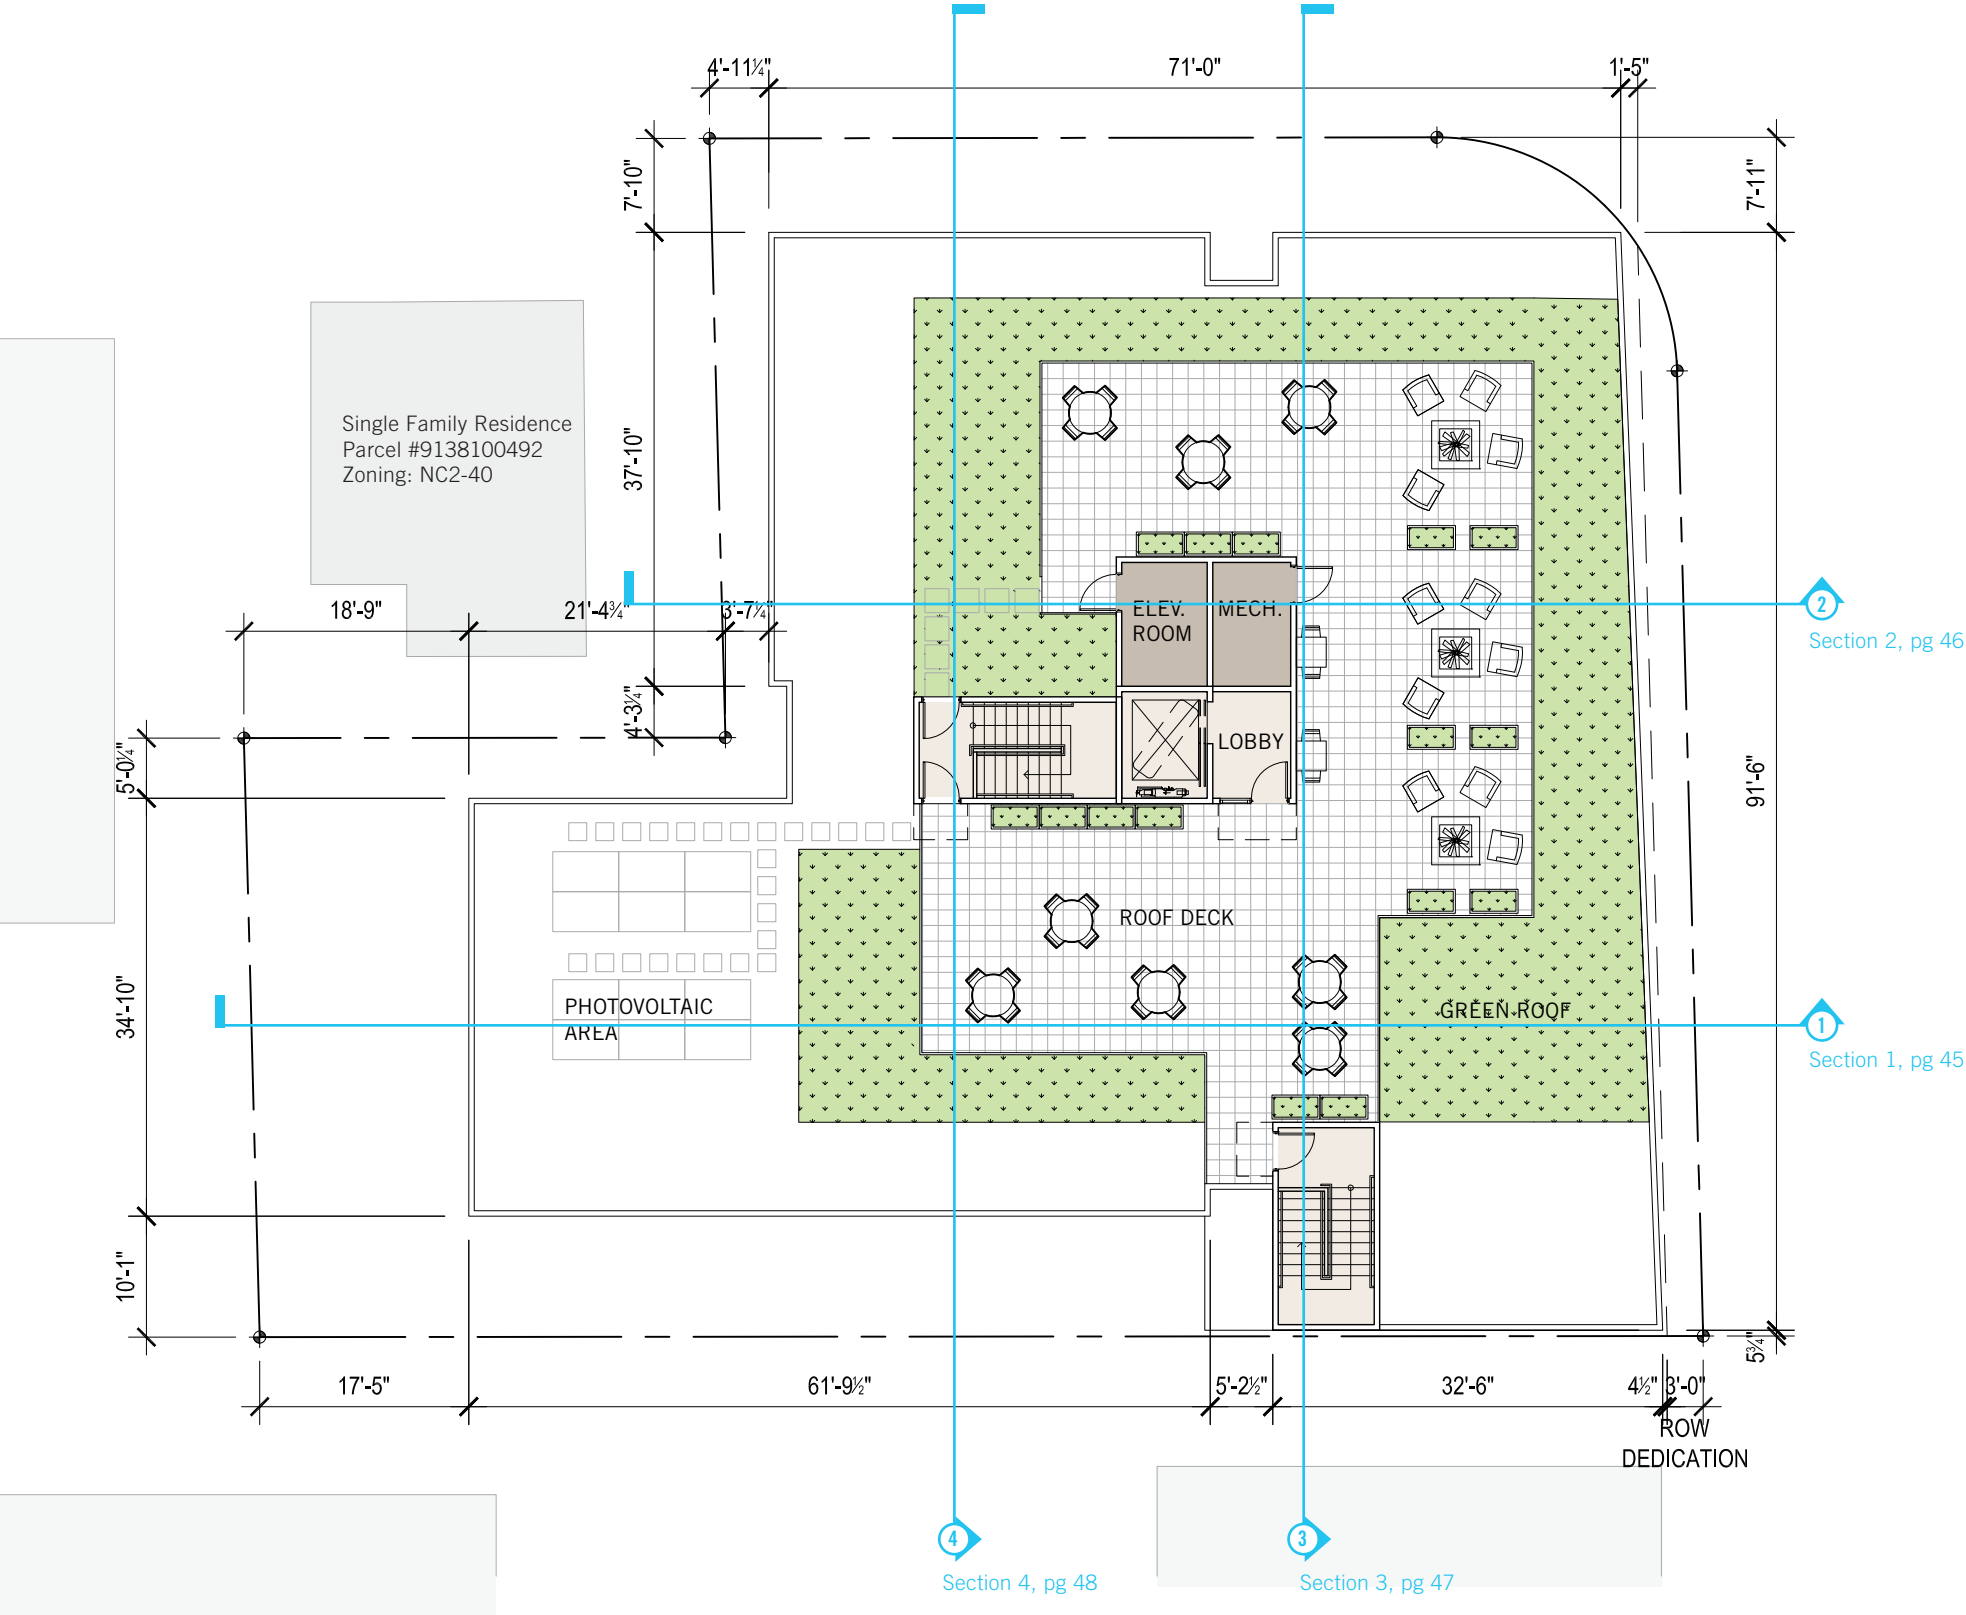 4'-11¼"
71'-0"
1'-5"
7'-10"
7'-11"
Single Family Residence
Parcel #9138100492
Zoning: NC2-40
37'-10"
18'-9"
21'-4¾"
3'-7¼"
ELEV.
ROOM
MECH.
2
Section 2, pg 46
4'-3¼"
5'-0¼"
LOBBY
91'-6"
ROOF DECK
34'-10"
PHOTOVOLTAIC
AREA
GREEN ROOF
1
Section 1, pg 45
10'-1"
5¾"
17'-5"
61'-9½"
5'-2½"
32'-6"
4½"
3'-0"
ROW
DEDICATION
4
Section 4, pg 48
3
Section 3, pg 47